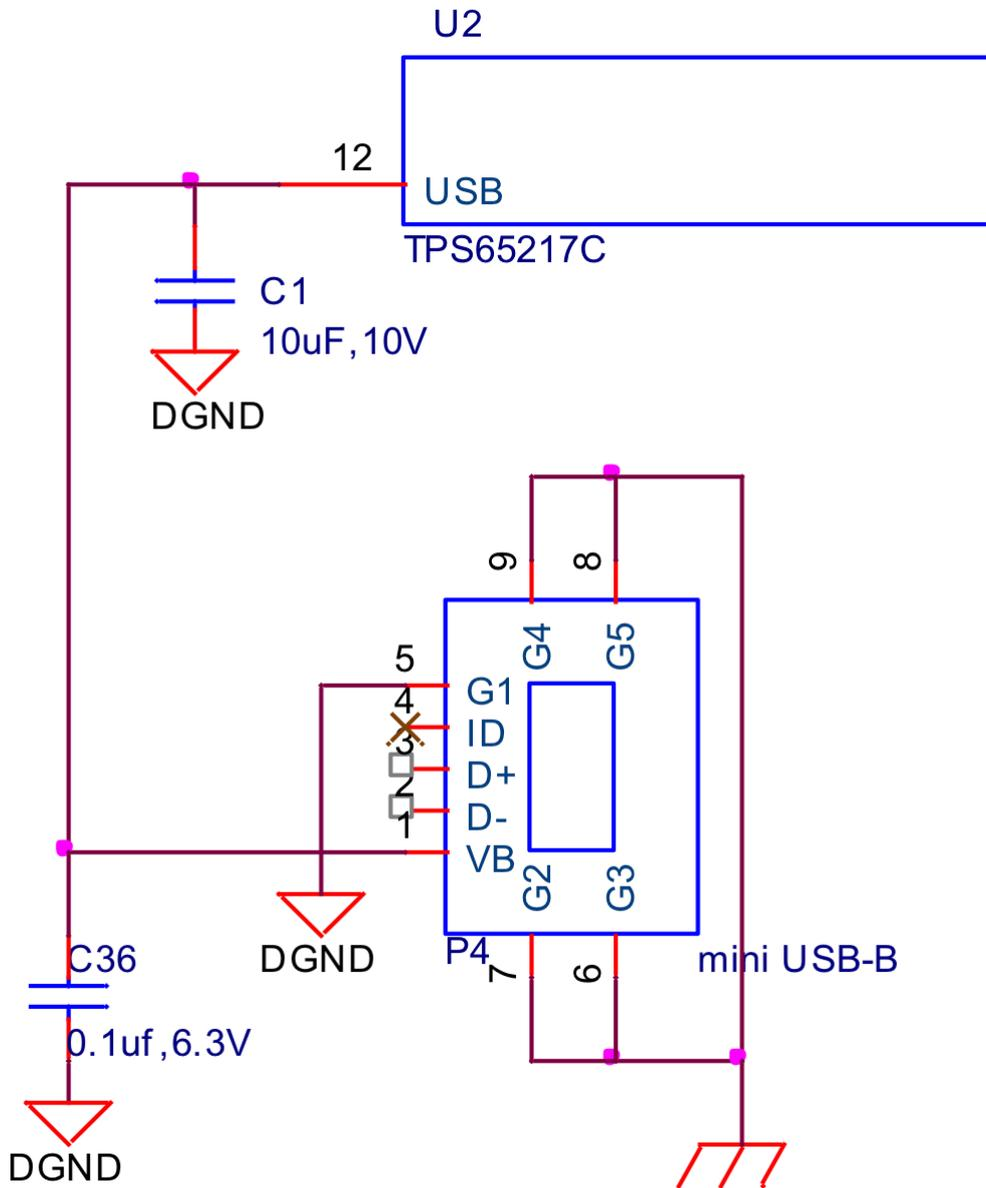 U2
12
USB
TPS65217C
C1
10uF,10V
DGND
9
8
G4
G5
5
G1
4
ID
3
D+
2
D-
1
VB
G2
G3
DGND
P4
mini USB-B
7
6
C36
0.1uf,6.3V
DGND